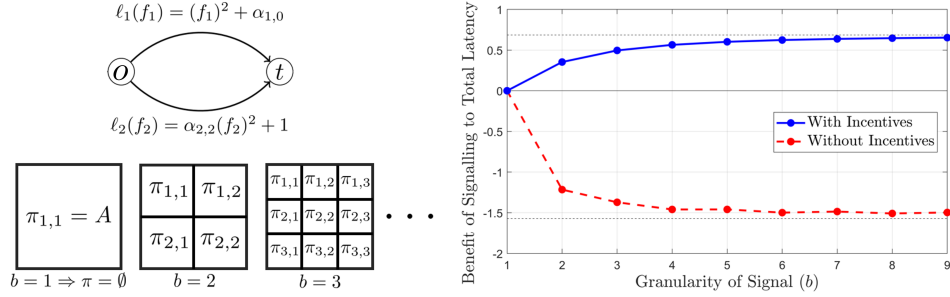 ℓ₁(f₁) = (f₁)² + α₁,₀
o
t
ℓ₂(f₂) = α₂,₂(f₂)² + 1
π₁,₁ = A
b = 1 ⇒ π = ∅
π₁,₁ π₁,₂
π₂,₁ π₂,₂
b = 2
π₁,₁ π₁,₂ π₁,₃
π₂,₁ π₂,₂ π₂,₃
π₃,₁ π₃,₂ π₃,₃
b = 3
• • •
Benefit of Signalling to Total Latency
1
0.5
0
-0.5
-1
-1.5
-2
With Incentives
Without Incentives
1 2 3 4 5 6 7 8 9
Granularity of Signal (b)